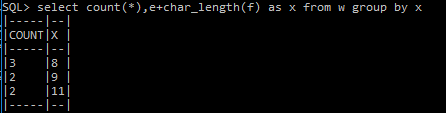 SQL> select count(*),e+char_length(f) as x from w group by x
|-----|--|
|COUNT|X |
|-----|--|
|3    |8 |
|2    |9 |
|2    |11|
|-----|--|